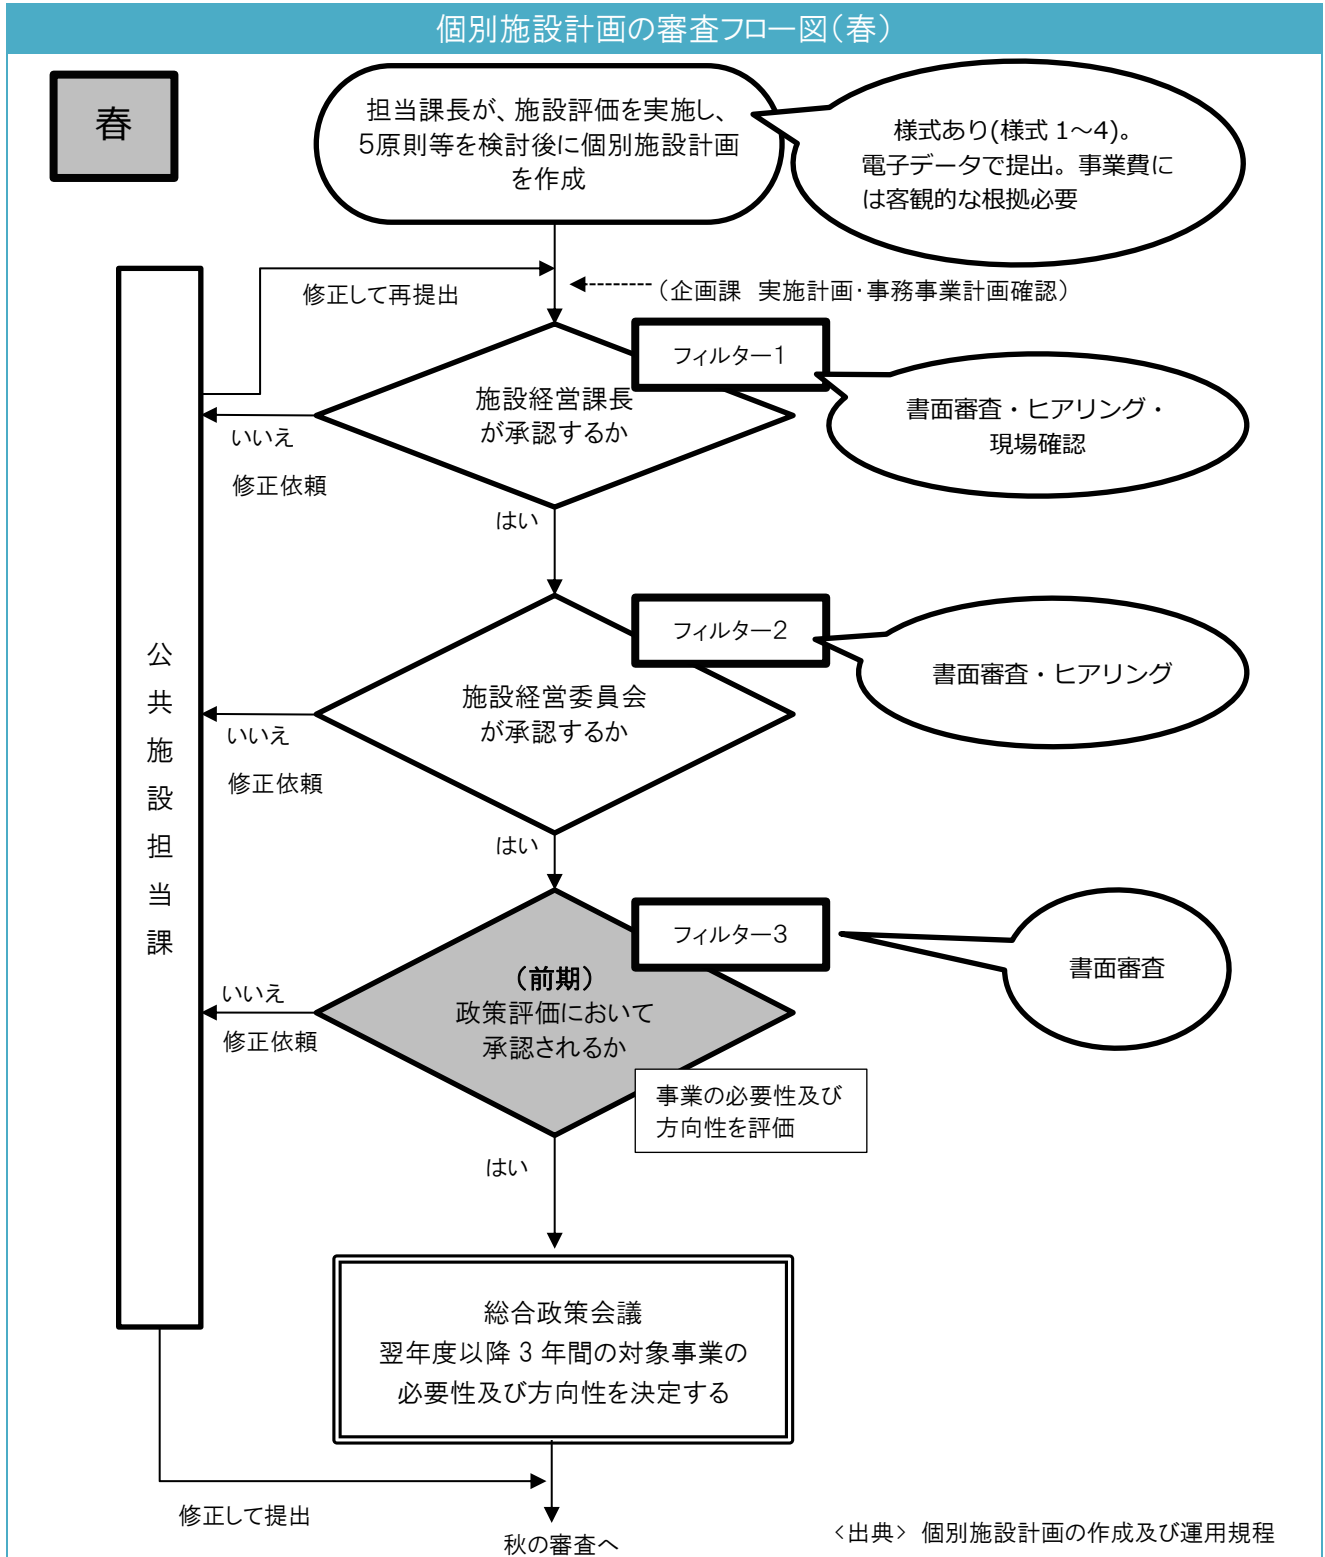 個別施設計画の審査フロー図(春)
春
担当課長が、施設評価を実施し、
5原則等を検討後に個別施設計画
を作成
様式あり(様式 1～4)。
電子データで提出。事業費に
は客観的な根拠必要
修正して再提出
(企画課 実施計画・事務事業計画確認)
フィルター1
施設経営課長
が承認するか
書面審査・ヒアリング・
現場確認
いいえ
修正依頼
はい
フィルター2
施設経営委員会
が承認するか
書面審査・ヒアリング
いいえ
修正依頼
はい
公共施設担当課
フィルター3
(前期)
政策評価において
承認されるか
書面審査
いいえ
修正依頼
事業の必要性及び
方向性を評価
はい
総合政策会議
翌年度以降 3 年間の対象事業の
必要性及び方向性を決定する
修正して提出
秋の審査へ
<出典> 個別施設計画の作成及び運用規程